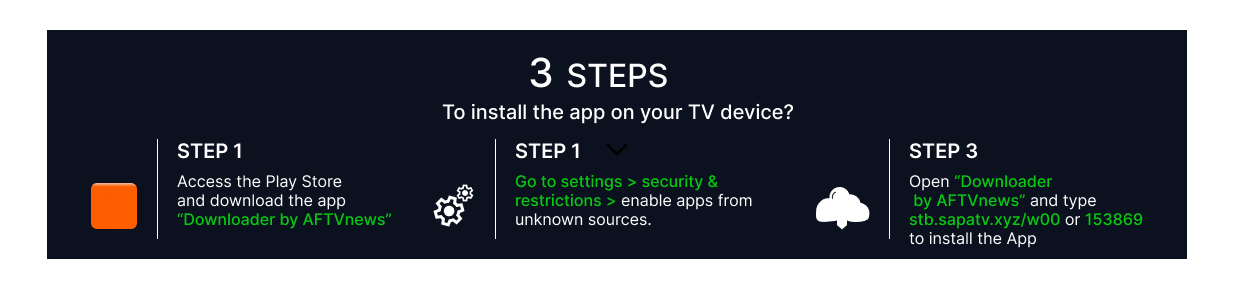 3 STEPS
To install the app on your TV device?
STEP 1
Access the Play Store
and download the app
“Downloader by AFTVnews”
STEP 1
Go to settings > security &
restrictions > enable apps from
unknown sources.
STEP 3
Open “Downloader
by AFTVnews” and type
stb.sapatv.xyz/w00 or 153869
to install the App